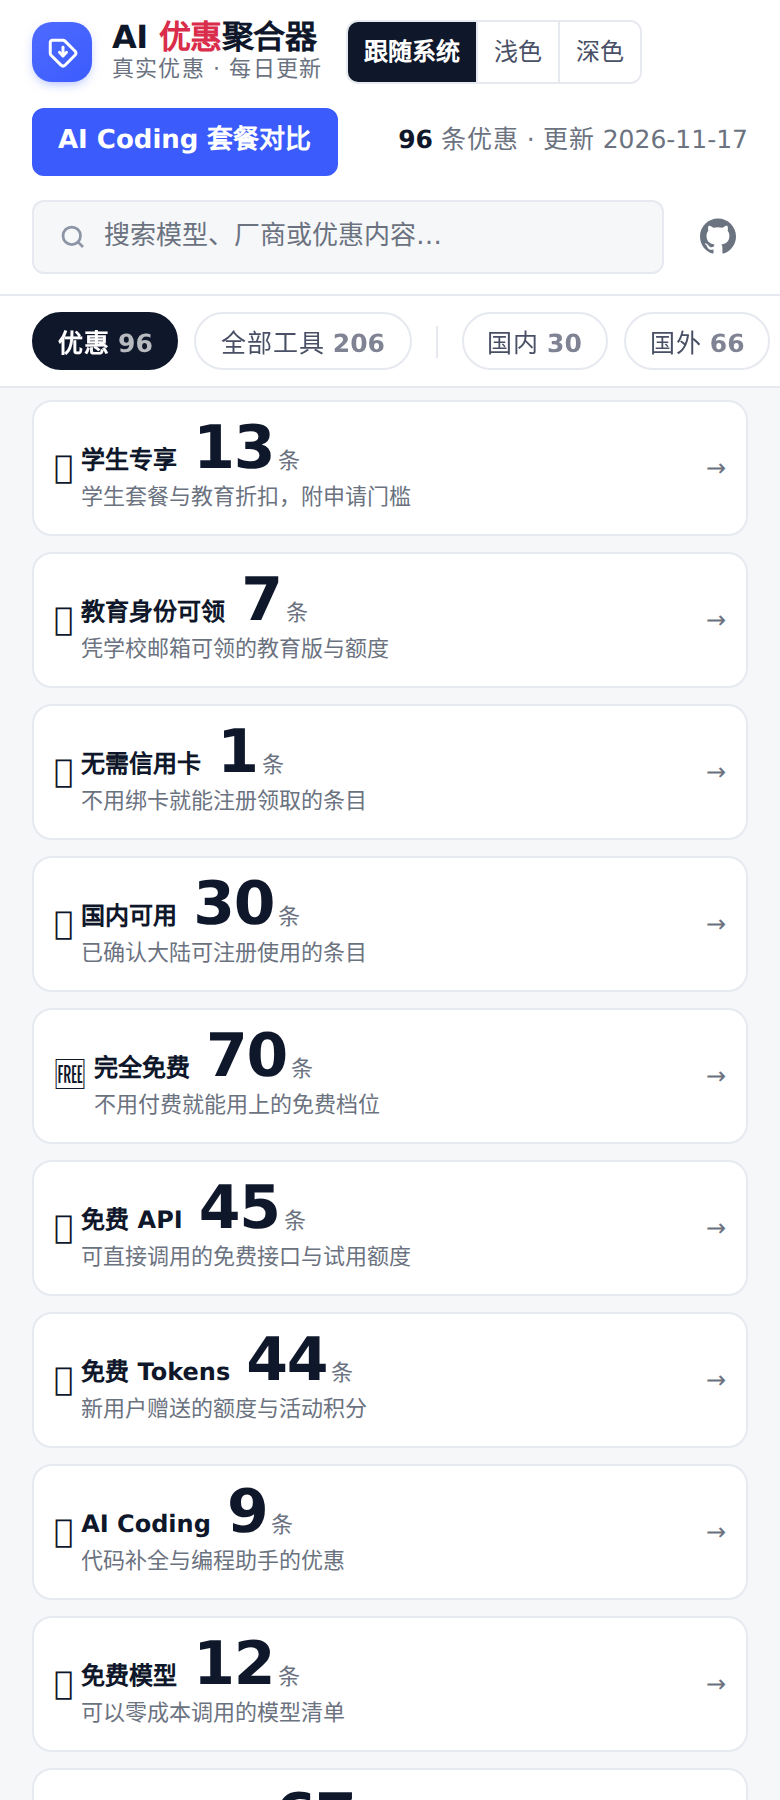 AI 优惠聚合器
真实优惠 · 每日更新
跟随系统 浅色 深色
AI Coding 套餐对比
96 条优惠 · 更新 2026-11-17
搜索模型、厂商或优惠内容...
优惠 96 全部工具 206 国内 30 国外 66
学生专享 13 条 →
学生套餐与教育折扣，附申请门槛
教育身份可领 7 条 →
凭学校邮箱可领的教育版与额度
无需信用卡 1 条 →
不用绑卡就能注册领取的条目
国内可用 30 条 →
已确认大陆可注册使用的条目
FREE 完全免费 70 条 →
不用付费就能用上的免费档位
免费 API 45 条 →
可直接调用的免费接口与试用额度
免费 Tokens 44 条 →
新用户赠送的额度与活动积分
AI Coding 9 条 →
代码补全与编程助手的优惠
免费模型 12 条 →
可以零成本调用的模型清单